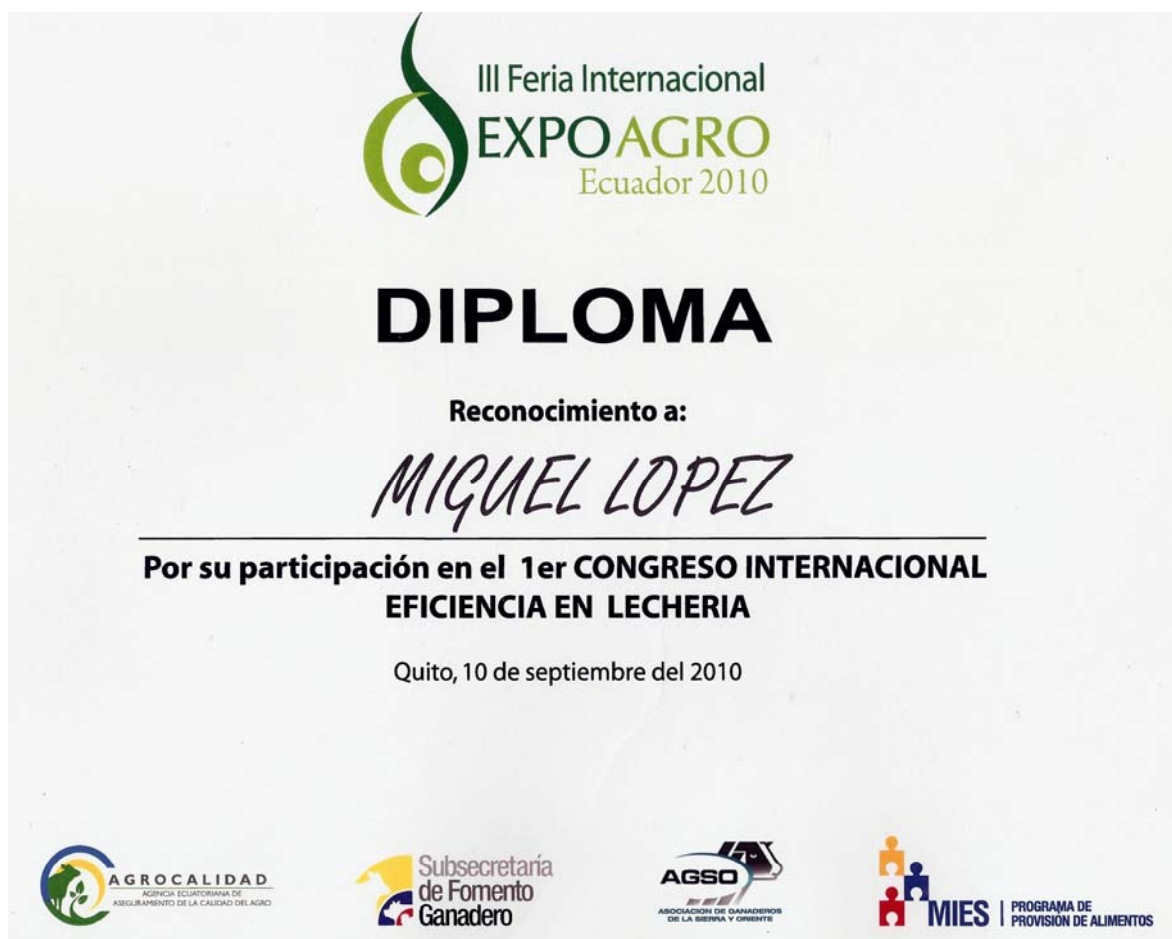 III Feria Internacional
EXPOAGRO
Ecuador 2010
DIPLOMA
Reconocimiento a:
MIGUEL LOPEZ
Por su participación en el 1er CONGRESO INTERNACIONAL
EFICIENCIA EN LECHERIA
Quito, 10 de septiembre del 2010
AGROCALIDAD
AGENCIA ECUATORIANA DE
ASEGURAMIENTO DE LA CALIDAD DEL AGRO
Subsecretaría
de Fomento
Ganadero
AGSO
ASOCIACION DE GANADEROS
DE LA SIERRA Y ORIENTE
MIES
PROGRAMA DE
PROVISIÓN DE ALIMENTOS